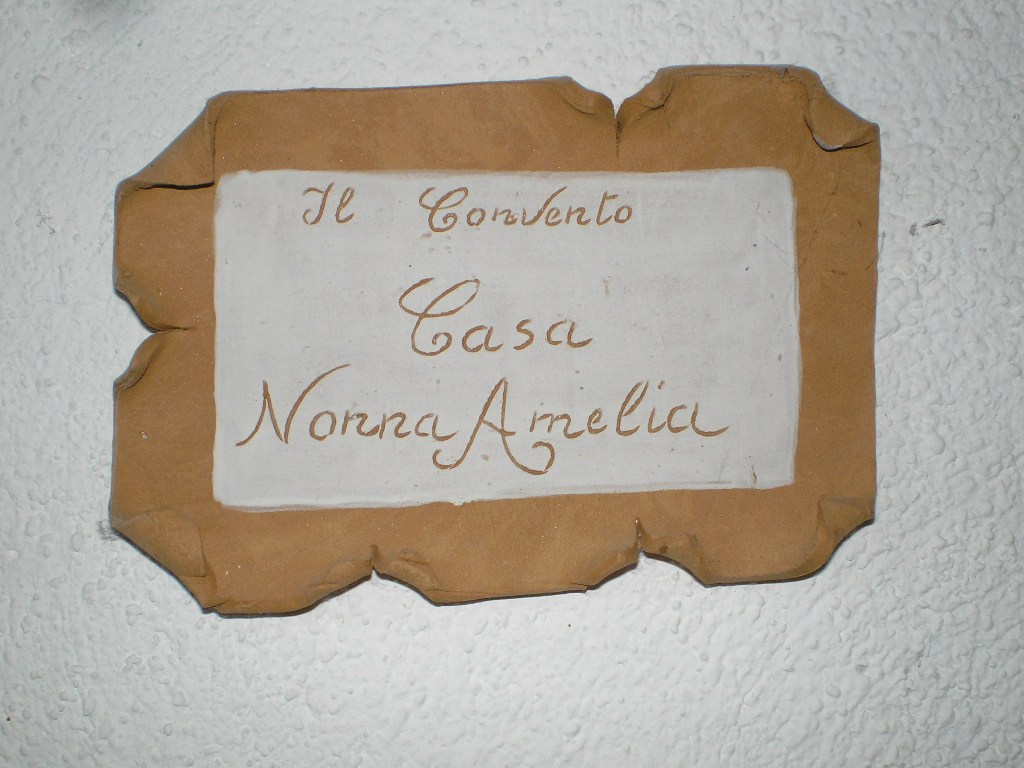 Il Convento
Casa
Nonna Amelia